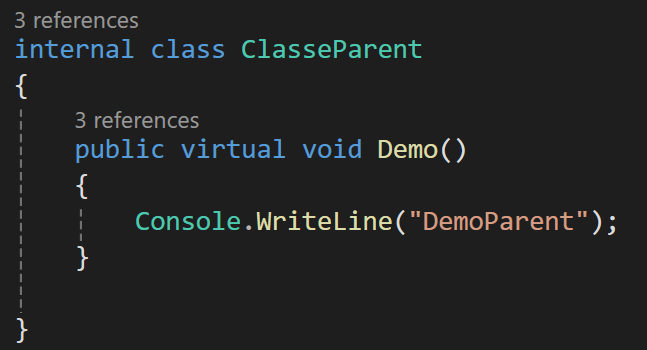 3 references
internal class ClasseParent
{
3 references
public virtual void Demo()
{
Console.WriteLine("DemoParent");
}
}